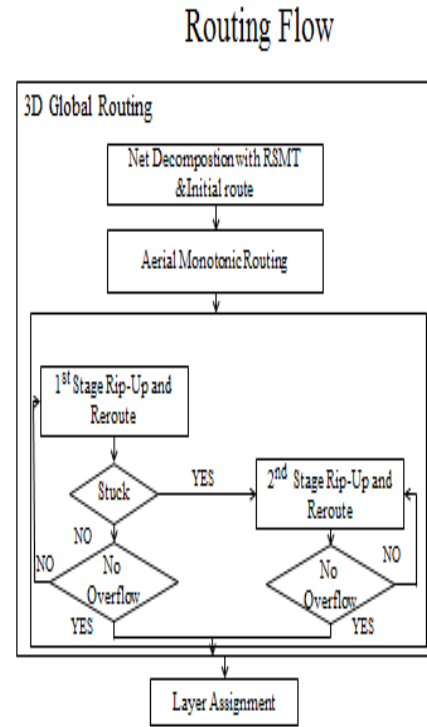 Routing Flow
3D Global Routing
Net Decompostion with RSMT
&Initial route
Aerial Monotonic Routing
1st Stage Rip-Up and
Reroute
Stuck
YES
2nd Stage Rip-Up and
Reroute
NO
NO
No
Overflow
YES
No
Overflow
NO
YES
Layer Assignment